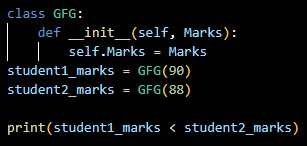 class GFG:
    def __init__(self, Marks):
        self.Marks = Marks
student1_marks = GFG(90)
student2_marks = GFG(88)

print(student1_marks < student2_marks)